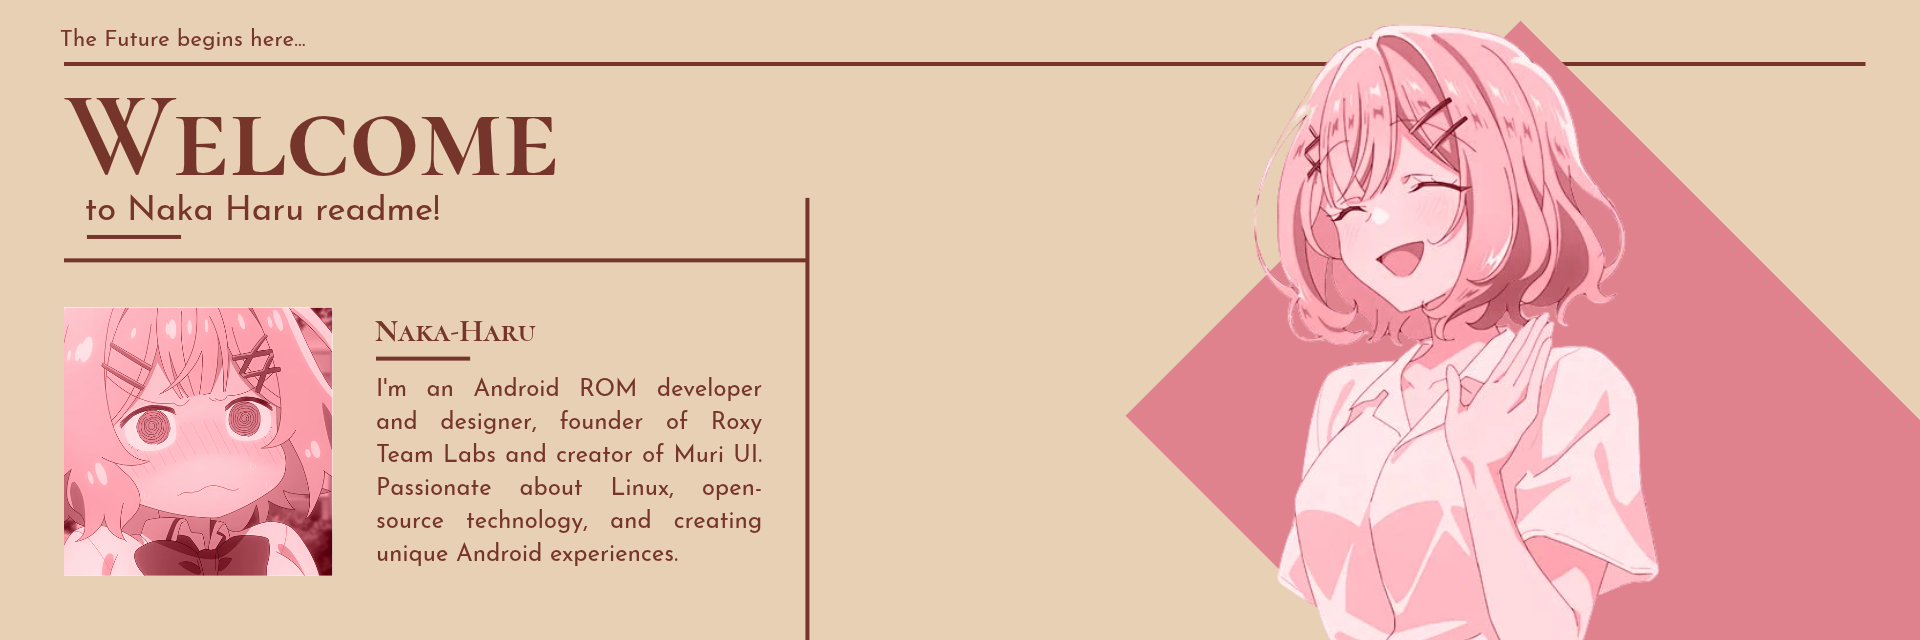 The Future begins here...
WELCOME
to Naka Haru readme!
NAKA-HARU
I'm an Android ROM developer
and designer, founder of Roxy
Team Labs and creator of Muri UI.
Passionate about Linux, open-
source technology, and creating
unique Android experiences.